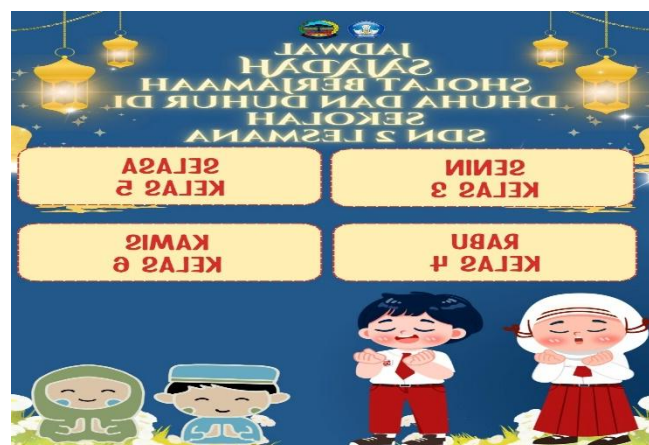 JADWAL
SAJADAH
SHOLAT BERJAMAAH
DHUHA DAN DUHUR DI
SEKOLAH
SDN 2 LESMANA
SENIN
KELAS 3
SELASA
KELAS 5
RABU
KELAS 4
KAMIS
KELAS 6